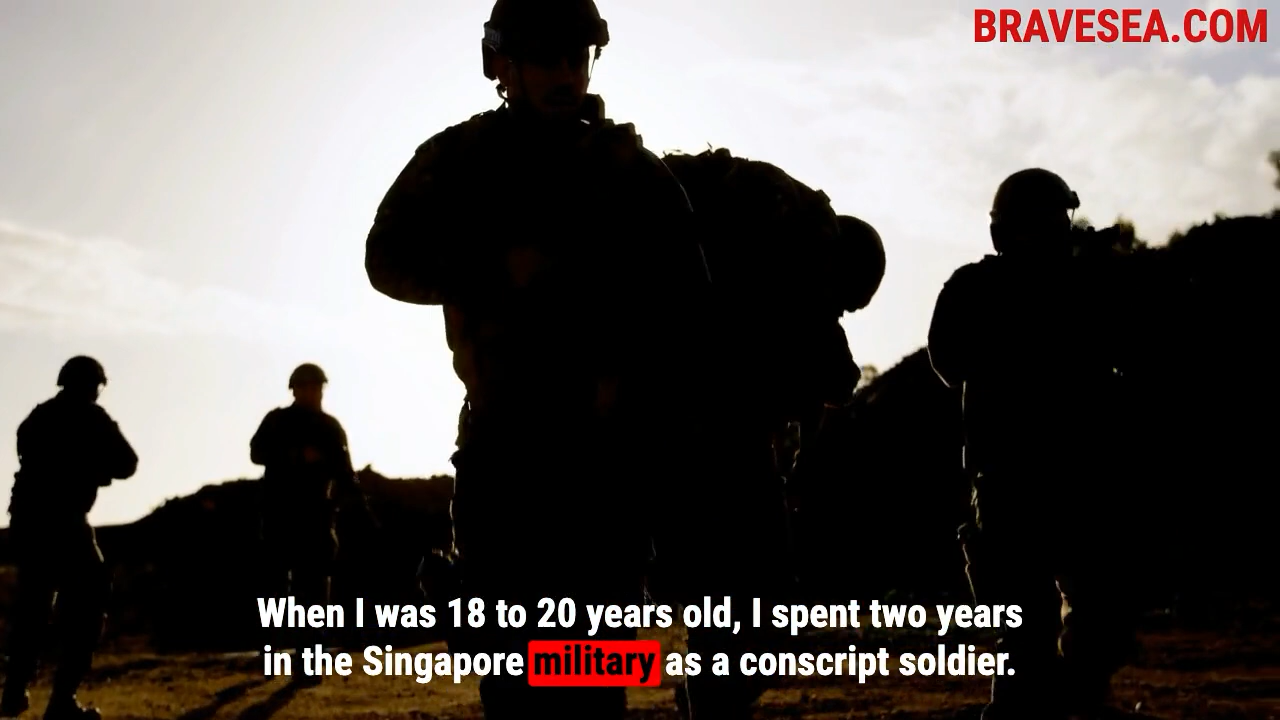 BRAVESEA.COM
When I was 18 to 20 years old, I spent two years
in the Singapore military as a conscript soldier.